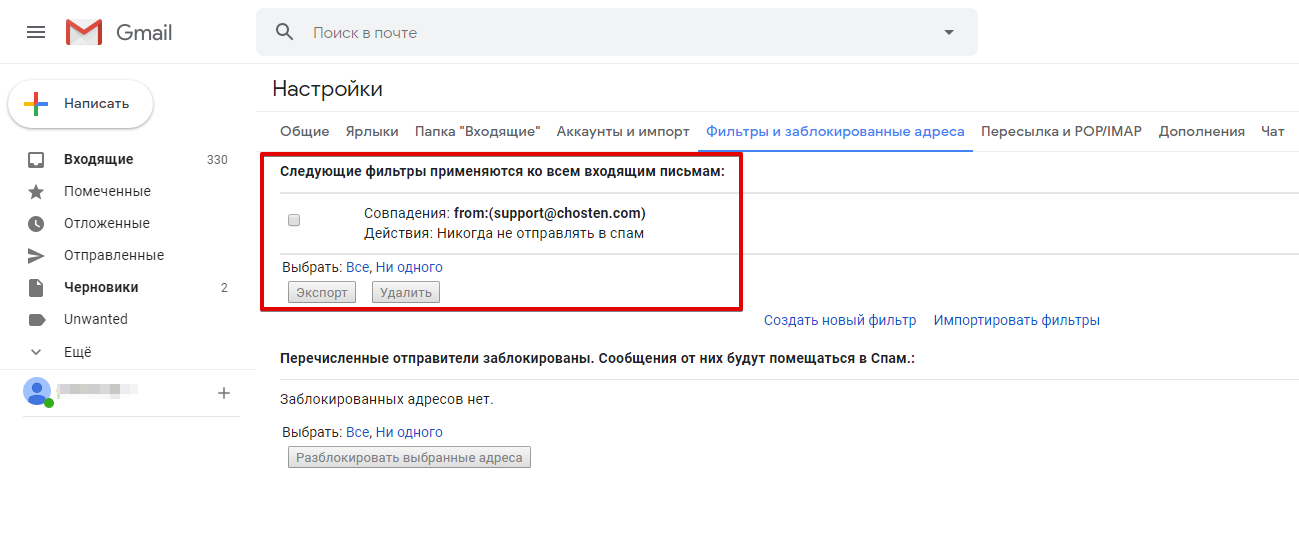 Gmail
Поиск в почте
Написать
Входящие 330
Помеченные
Отложенные
Отправленные
Черновики 2
Unwanted
Ещё
Настройки
Общие Ярлыки Папка "Входящие" Аккаунты и импорт Фильтры и заблокированные адреса Пересылка и POP/IMAP Дополнения Чат
Следующие фильтры применяются ко всем входящим письмам:
Совпадения: from:(support@chosten.com)
Действия: Никогда не отправлять в спам
Выбрать: Все, Ни одного
Экспорт Удалить
Создать новый фильтр Импортировать фильтры
Перечисленные отправители заблокированы. Сообщения от них будут помещаться в Спам.:
Заблокированных адресов нет.
Выбрать: Все, Ни одного
Разблокировать выбранные адреса